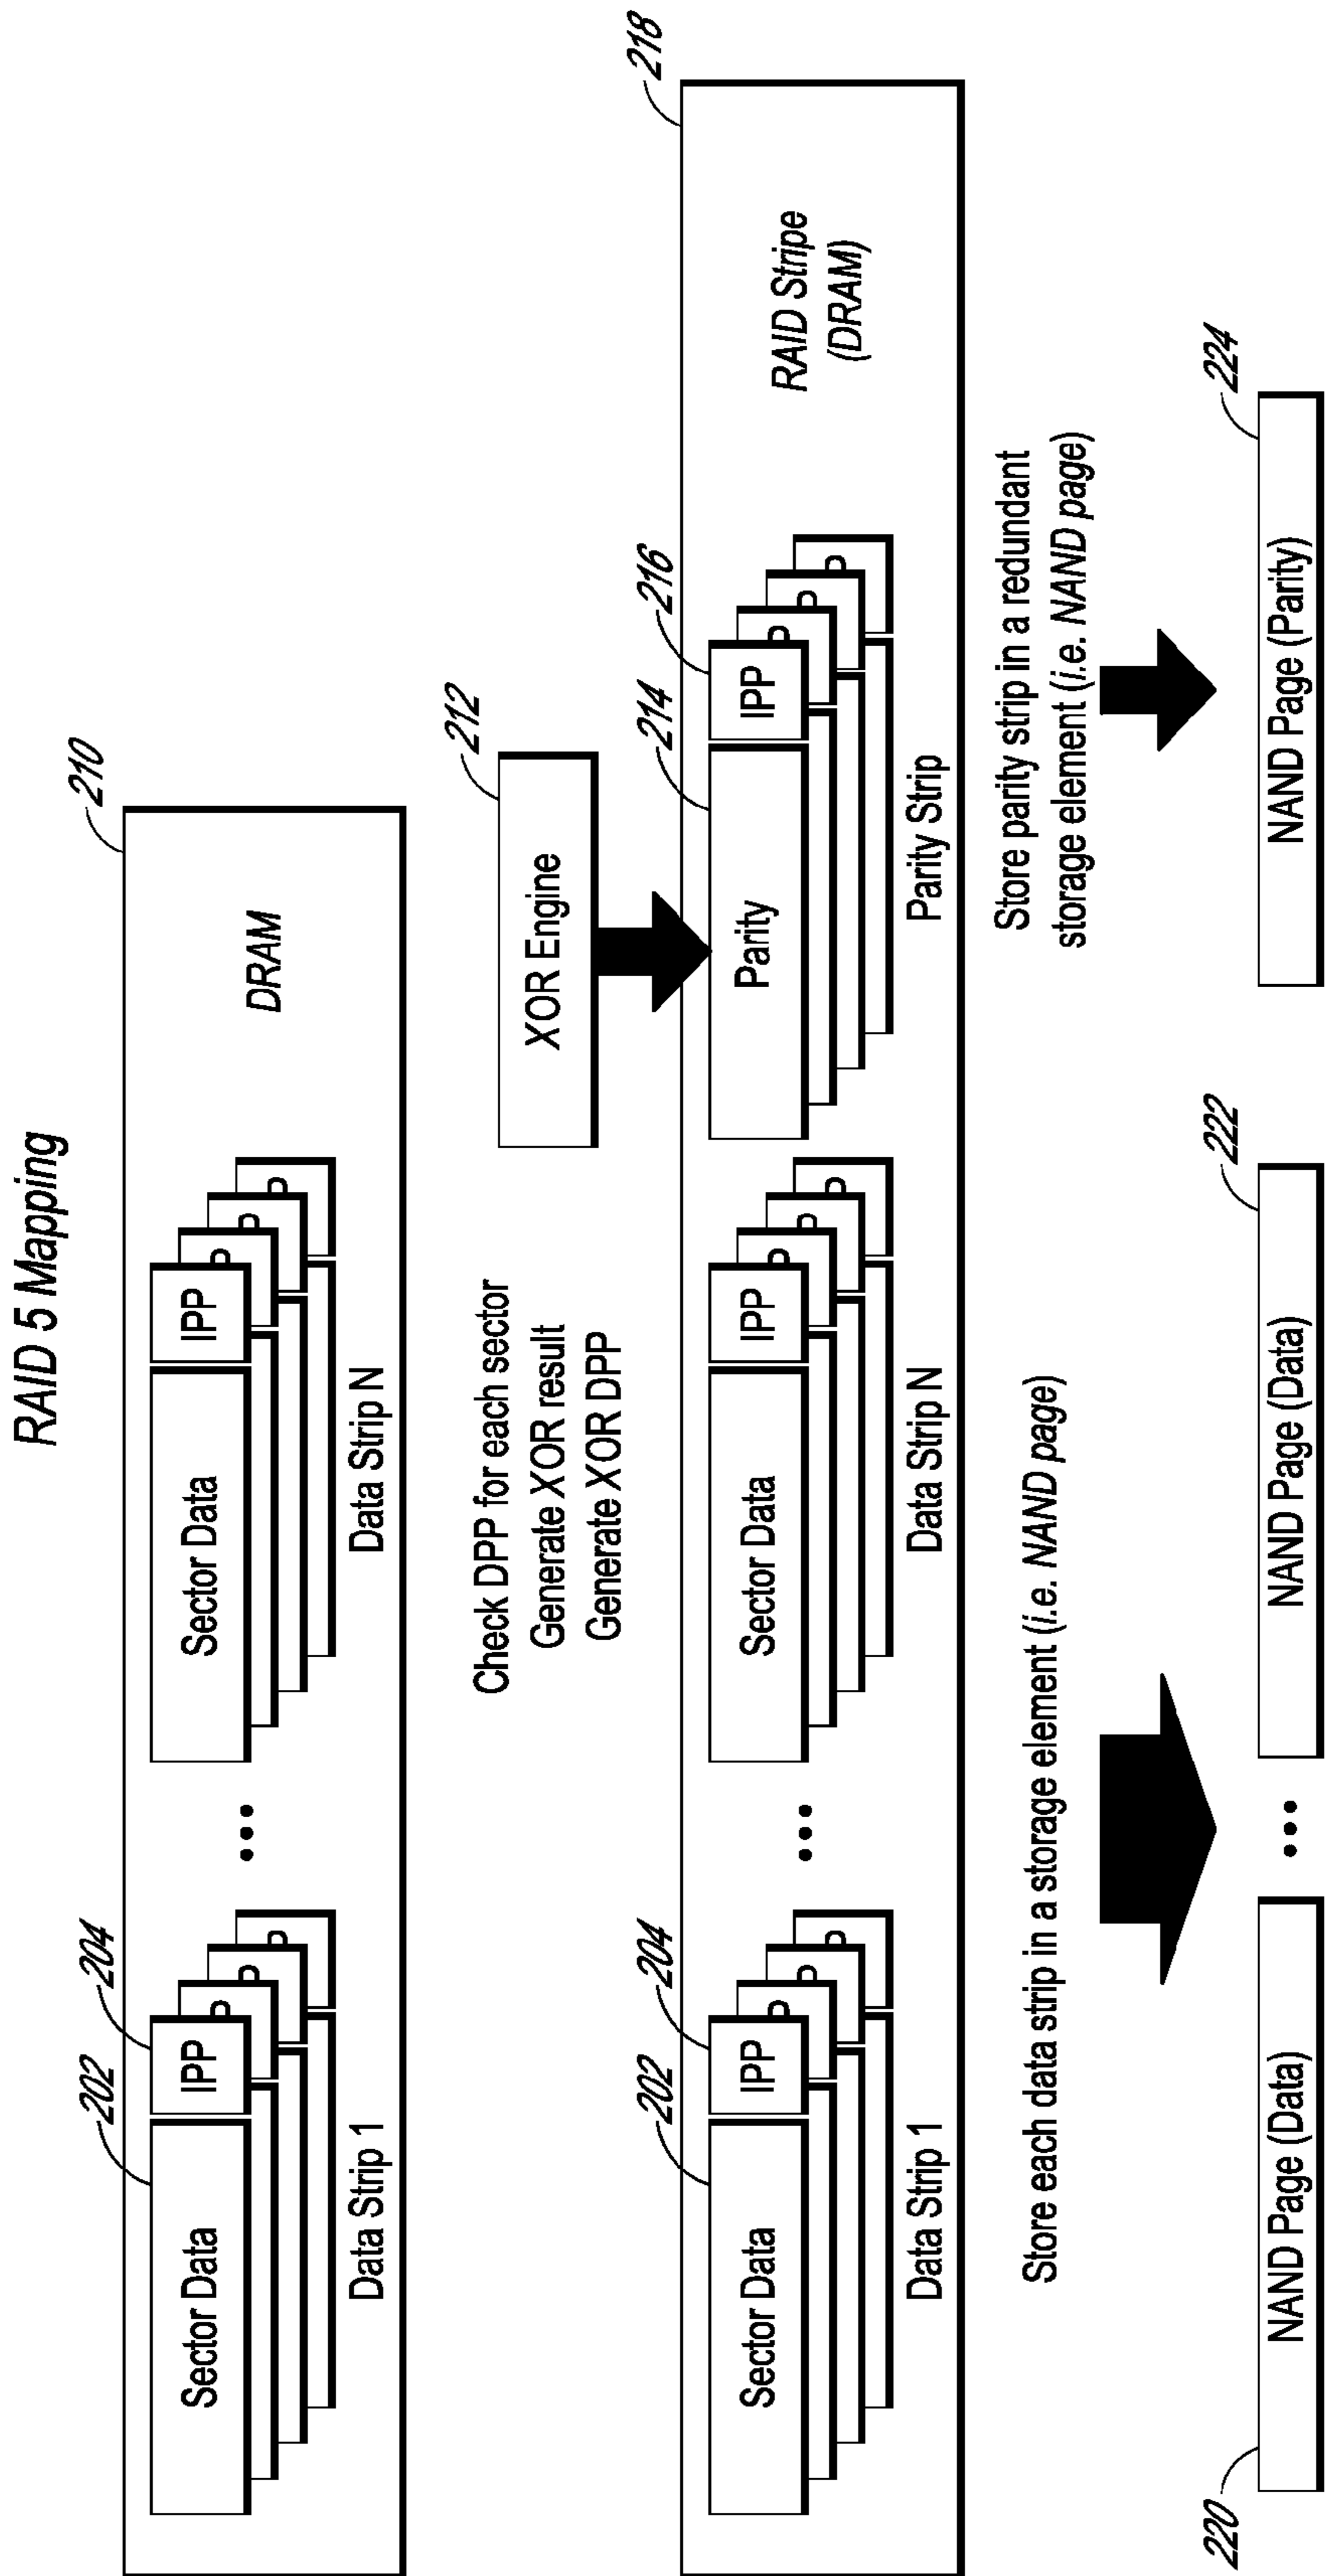 RAID 5 Mapping
210
202
204
Sector Data
IPP
P
P
P
Data Strip 1
...
Sector Data
IPP
P
P
P
Data Strip N
DRAM
Check DPP for each sector
Generate XOR result
Generate XOR DPP
212
XOR Engine
218
202
204
Sector Data
IPP
P
P
P
Data Strip 1
...
Sector Data
IPP
P
P
P
Data Strip N
214
216
Parity
IPP
P
P
P
Parity Strip
RAID Stripe
(DRAM)
Store each data strip in a storage element (i.e. NAND page)
Store parity strip in a redundant
storage element (i.e. NAND page)
220
NAND Page (Data)
...
222
NAND Page (Data)
224
NAND Page (Parity)